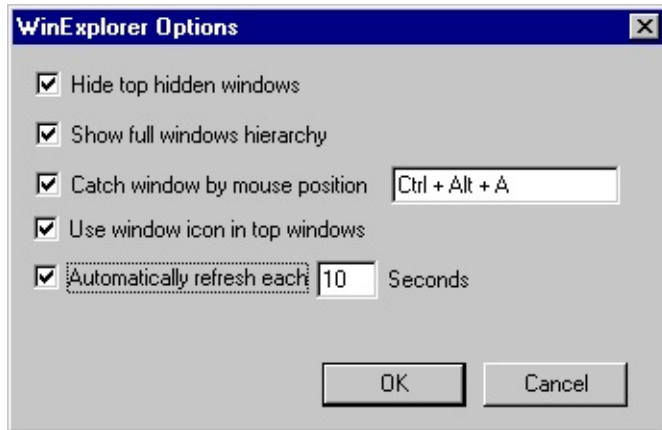 WinExplorer Options
Hide top hidden windows
Show full windows hierarchy
Catch window by mouse position Ctrl + Alt + A
Use window icon in top windows
Automatically refresh each 10 Seconds
OK Cancel